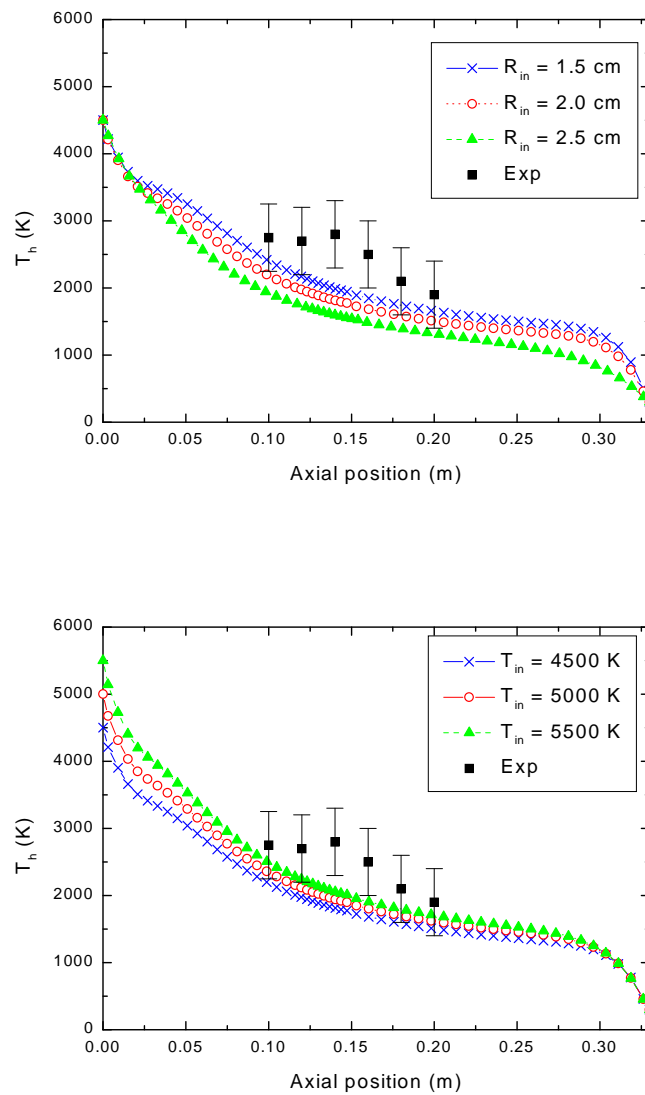 6000
5000
4000
3000
2000
1000
0
T_h (K)
R_in = 1.5 cm
R_in = 2.0 cm
R_in = 2.5 cm
Exp
0.00 0.05 0.10 0.15 0.20 0.25 0.30
Axial position (m)
6000
5000
4000
3000
2000
1000
0
T_h (K)
T_in = 4500 K
T_in = 5000 K
T_in = 5500 K
Exp
0.00 0.05 0.10 0.15 0.20 0.25 0.30
Axial position (m)